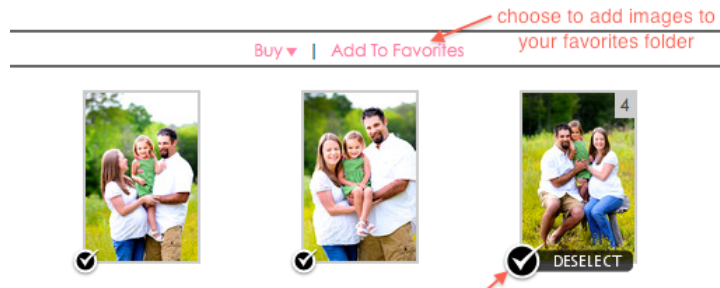 choose to add images to
your favorites folder
Buy ▾ | Add To Favorites
4
DESELECT